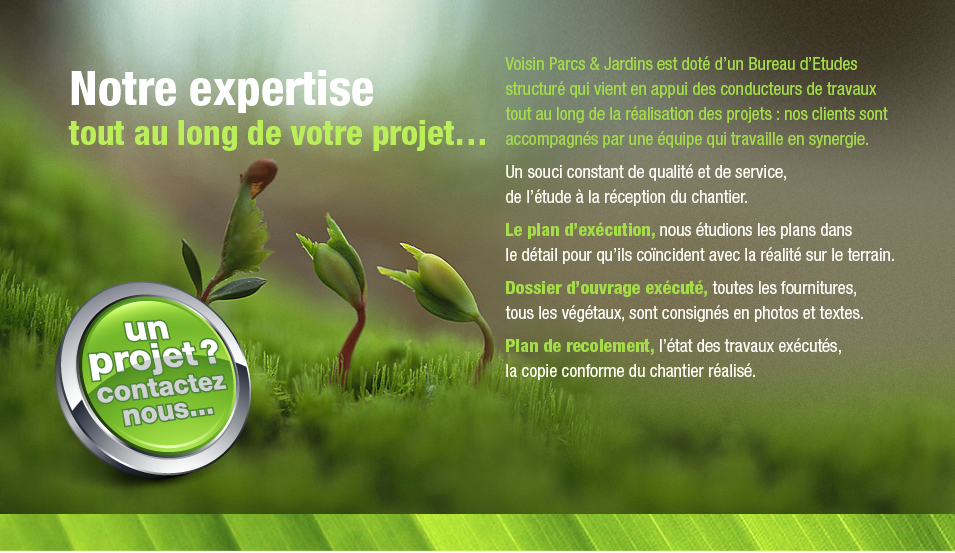 Notre expertise
tout au long de votre projet...
Voisin Parcs & Jardins est doté d'un Bureau d'Etudes
structuré qui vient en appui des conducteurs de travaux
tout au long de la réalisation des projets : nos clients sont
accompagnés par une équipe qui travaille en synergie.
Un souci constant de qualité et de service,
de l'étude à la réception du chantier.
Le plan d'exécution, nous étudions les plans dans
le détail pour qu'ils coïncident avec la réalité sur le terrain.
Dossier d'ouvrage exécuté, toutes les fournitures,
tous les végétaux, sont consignés en photos et textes.
Plan de recolement, l'état des travaux exécutés,
la copie conforme du chantier réalisé.
un
projet ?
contactez
nous...